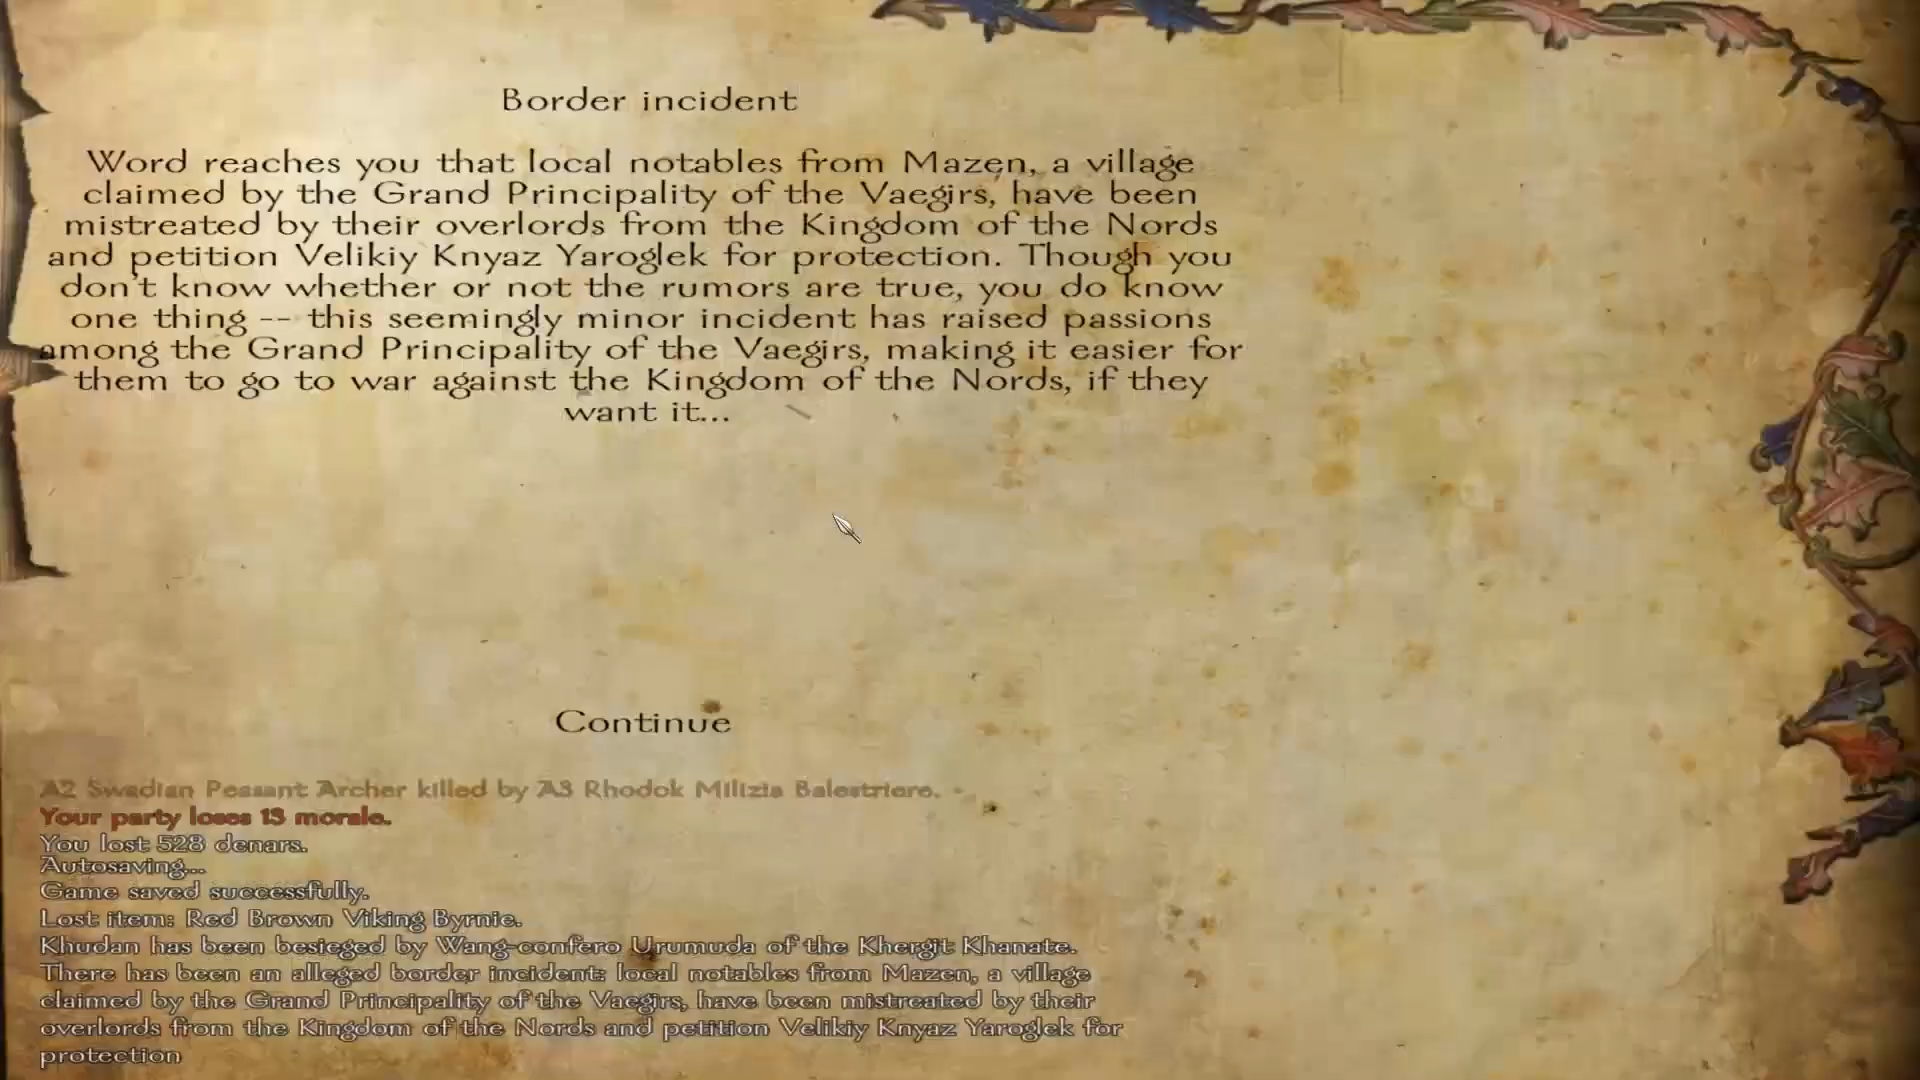 Border incident
Word reaches you that local notables from Mazen, a village
claimed by the Grand Principality of the Vaegirs, have been
mistreated by their overlords from the Kingdom of the Nords
and petition Velikiy Knyaz Yaroglek for protection. Though you
don't know whether or not the rumors are true, you do know
one thing -- this seemingly minor incident has raised passions
among the Grand Principality of the Vaegirs, making it easier for
them to go to war against the Kingdom of the Nords, if they
want it...
Continue
A2 Swadian Peasant Archer killed by A3 Rhodok Milizia Balestriere.
Your party loses 13 morale.
You lost 528 denars.
Autosaving...
Game saved successfully.
Lost item: Red Brown Viking Byrnie.
Khudan has been besieged by Wang-confero Urumuda of the Khergit Khanate.
There has been an alleged border incident: local notables from Mazen, a village
claimed by the Grand Principality of the Vaegirs, have been mistreated by their
overlords from the Kingdom of the Nords and petition Velikiy Knyaz Yaroglek for
protection